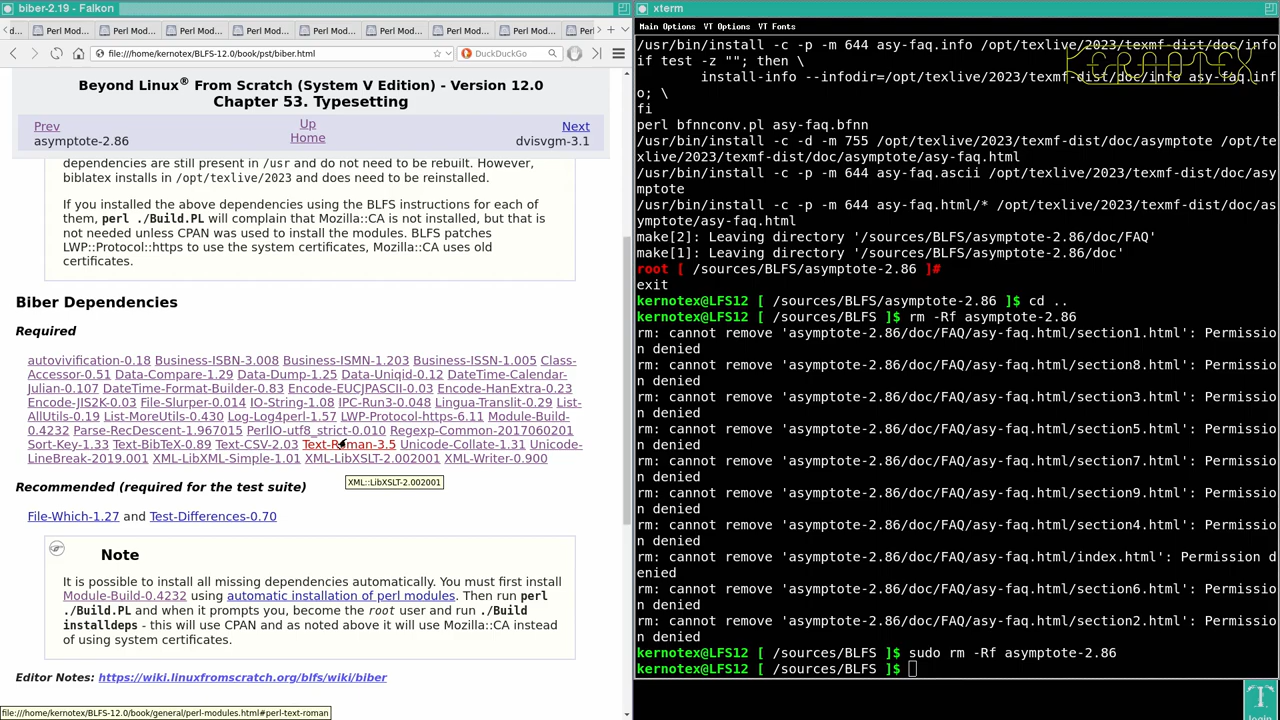 biber-2.19 - Falkon
d...
Perl Mod
Perl Mod
Perl Mod
Perl Mod
Perl Mod
Perl Mod
Perl Mod
Perl
file:///home/kernotex/BLFS-12.0/book/pst/biber.html
DuckDuckGo
Beyond Linux® From Scratch (System V Edition) - Version 12.0
Chapter 53. Typesetting
Prev
asymptote-2.86
Up
Home
Next
dvisvgm-3.1
dependencies are still present in /usr and do not need to be rebuilt. However,
biblatex installs in /opt/texlive/2023 and does need to be reinstalled.
If you installed the above dependencies using the BLFS instructions for each of
them, perl ./Build.PL will complain that Mozilla::CA is not installed, but that is
not needed unless CPAN was used to install the modules. BLFS patches
LWP::Protocol::https to use the system certificates, Mozilla::CA uses old
certificates.
Biber Dependencies
Required
autovivification-0.18 Business-ISBN-3.008 Business-ISMN-1.203 Business-ISSN-1.005 Class-
Accessor-0.51 Data-Compare-1.29 Data-Dump-1.25 Data-Uniqid-0.12 DateTime-Calendar-
Julian-0.107 DateTime-Format-Builder-0.83 Encode-EUCJPASCII-0.03 Encode-HanExtra-0.23
Encode-JIS2K-0.03 File-Slurper-0.014 IO-String-1.08 IPC-Run3-0.048 Lingua-Translit-0.29 List-
AllUtils-0.19 List-MoreUtils-0.430 Log-Log4perl-1.57 LWP-Protocol-https-6.11 Module-Build-
0.4232 Parse-RecDescent-1.967015 PerlIO-utf8_strict-0.010 Regexp-Common-2017060201
Sort-Key-1.33 Text-BibTeX-0.89 Text-CSV-2.03 Text-Roman-3.5 Unicode-Collate-1.31 Unicode-
LineBreak-2019.001 XML-LibXML-Simple-1.01 XML-LibXSLT-2.002001 XML-Writer-0.900
XML::LibXSLT-2.002001
Recommended (required for the test suite)
File-Which-1.27 and Test-Differences-0.70
Note
It is possible to install all missing dependencies automatically. You must first install
Module-Build-0.4232 using automatic installation of perl modules. Then run perl
./Build.PL and when it prompts you, become the root user and run ./Build
installdeps - this will use CPAN and as noted above it will use Mozilla::CA instead
of using system certificates.
Editor Notes: https://wiki.linuxfromscratch.org/blfs/wiki/biber
file:///home/kernotex/BLFS-12.0/book/general/perl-modules.html#perl-text-roman
xterm
Main Options VT Options VT Fonts
/usr/bin/install -c -p -m 644 asy-faq.info /opt/texlive/2023/texmf-dist/doc/info
if test -z ""; then \
install-info --infodir=/opt/texlive/2023/texmf-dist/doc/info asy-faq.inf
o; \
fi
perl bfnnconv.pl asy-faq.bfnn
/usr/bin/install -c -d -m 755 /opt/texlive/2023/texmf-dist/doc/asymptote /opt/te
xlive/2023/texmf-dist/doc/asymptote/asy-faq.html
/usr/bin/install -c -p -m 644 asy-faq.ascii /opt/texlive/2023/texmf-dist/doc/asy
mptote
/usr/bin/install -c -p -m 644 asy-faq.html/* /opt/texlive/2023/texmf-dist/doc/as
ymptote/asy-faq.html
make[2]: Leaving directory '/sources/BLFS/asymptote-2.86/doc/FAQ'
make[1]: Leaving directory '/sources/BLFS/asymptote-2.86/doc'
root [ /sources/BLFS/asymptote-2.86 ]#
exit
kernotex@LFS12 [ /sources/BLFS/asymptote-2.86 ]$ cd ..
kernotex@LFS12 [ /sources/BLFS ]$ rm -Rf asymptote-2.86
rm: cannot remove 'asymptote-2.86/doc/FAQ/asy-faq.html/section1.html': Permissio
n denied
rm: cannot remove 'asymptote-2.86/doc/FAQ/asy-faq.html/section8.html': Permissio
n denied
rm: cannot remove 'asymptote-2.86/doc/FAQ/asy-faq.html/section3.html': Permissio
n denied
rm: cannot remove 'asymptote-2.86/doc/FAQ/asy-faq.html/section5.html': Permissio
n denied
rm: cannot remove 'asymptote-2.86/doc/FAQ/asy-faq.html/section7.html': Permissio
n denied
rm: cannot remove 'asymptote-2.86/doc/FAQ/asy-faq.html/section9.html': Permissio
n denied
rm: cannot remove 'asymptote-2.86/doc/FAQ/asy-faq.html/section4.html': Permissio
n denied
rm: cannot remove 'asymptote-2.86/doc/FAQ/asy-faq.html/index.html': Permission d
enied
rm: cannot remove 'asymptote-2.86/doc/FAQ/asy-faq.html/section6.html': Permissio
n denied
rm: cannot remove 'asymptote-2.86/doc/FAQ/asy-faq.html/section2.html': Permissio
n denied
kernotex@LFS12 [ /sources/BLFS ]$ sudo rm -Rf asymptote-2.86
kernotex@LFS12 [ /sources/BLFS ]$
KERNOTEX
login